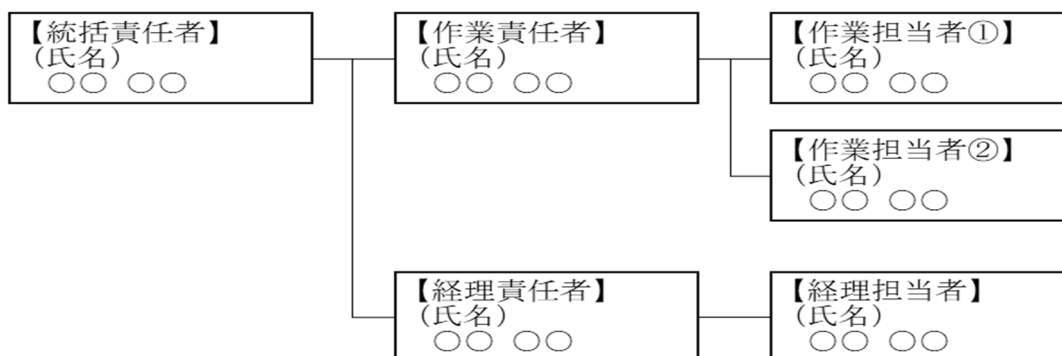 【統括責任者】
(氏名)
○○ ○○
【作業責任者】
(氏名)
○○ ○○
【作業担当者①】
(氏名)
○○ ○○
【作業担当者②】
(氏名)
○○ ○○
【経理責任者】
(氏名)
○○ ○○
【経理担当者】
(氏名)
○○ ○○